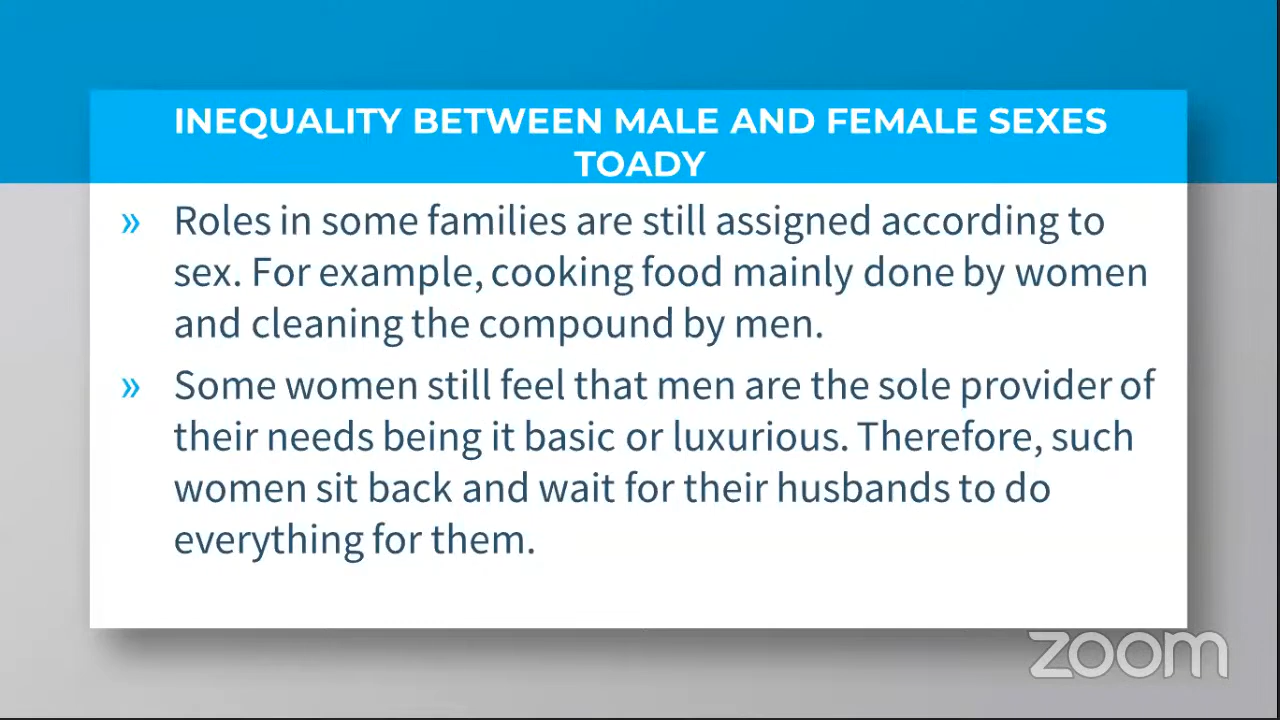 INEQUALITY BETWEEN MALE AND FEMALE SEXES
TOADY
» Roles in some families are still assigned according to
sex. For example, cooking food mainly done by women
and cleaning the compound by men.
» Some women still feel that men are the sole provider of
their needs being it basic or luxurious. Therefore, such
women sit back and wait for their husbands to do
everything for them.
zoom